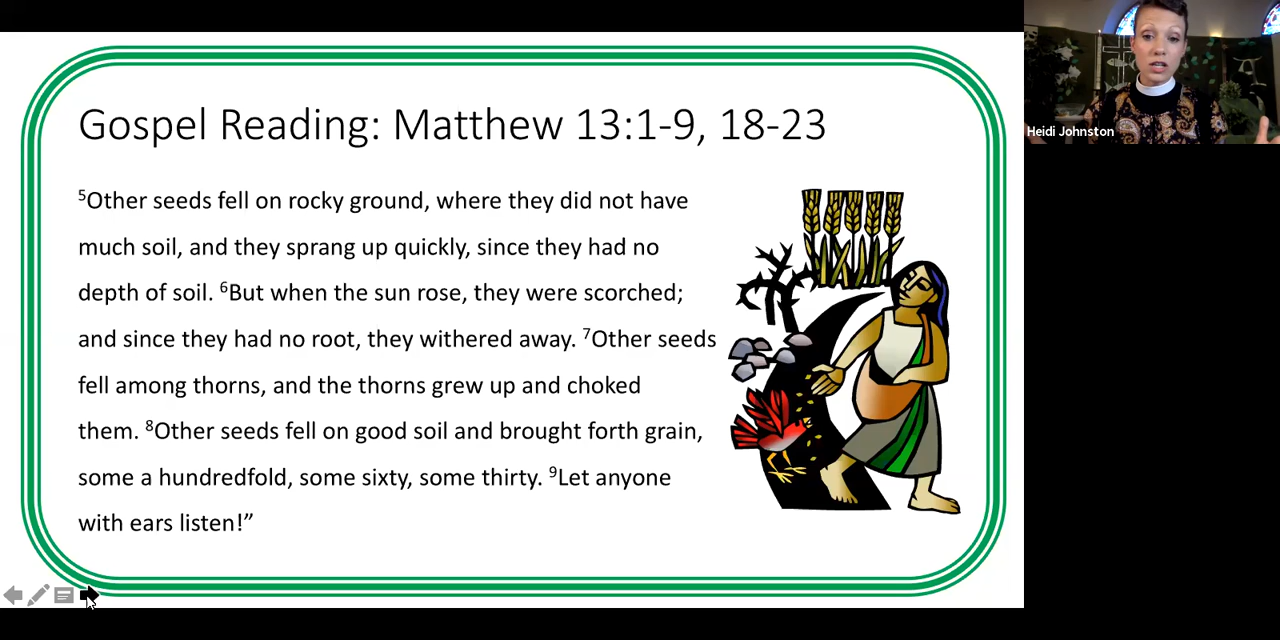 Gospel Reading: Matthew 13:1-9, 18-23
⁵Other seeds fell on rocky ground, where they did not have
much soil, and they sprang up quickly, since they had no
depth of soil. ⁶But when the sun rose, they were scorched;
and since they had no root, they withered away. ⁷Other seeds
fell among thorns, and the thorns grew up and choked
them. ⁸Other seeds fell on good soil and brought forth grain,
some a hundredfold, some sixty, some thirty. ⁹Let anyone
with ears listen!”
Heidi Johnston